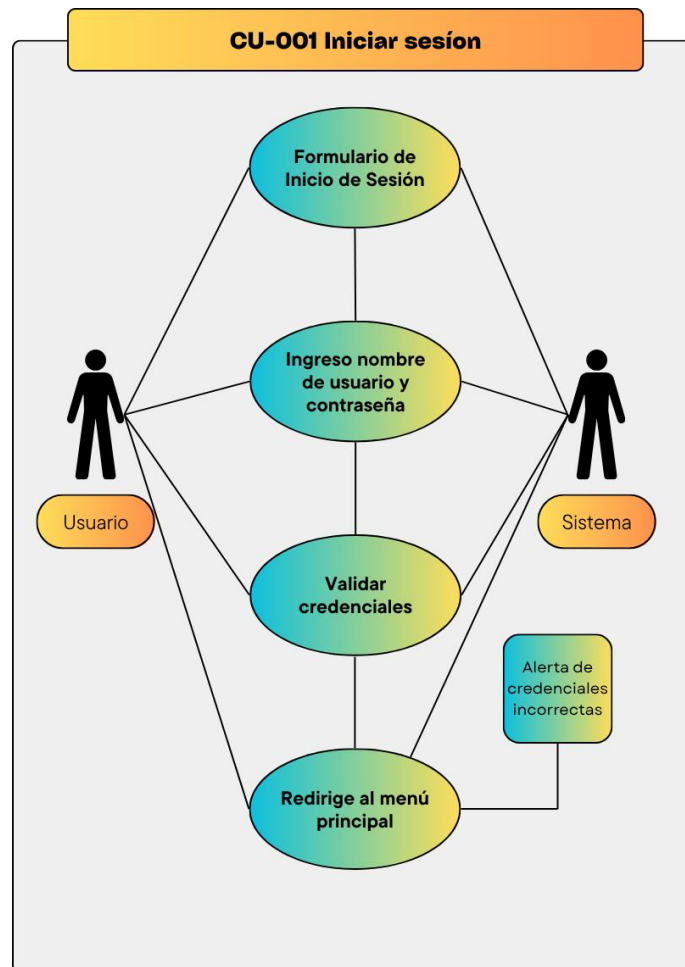 CU-001 Iniciar sesíon
Formulario de
Inicio de Sesión
Ingreso nombre
de usuario y
contraseña
Usuario
Sistema
Validar
credenciales
Alerta de
credenciales
incorrectas
Redirige al menú
principal